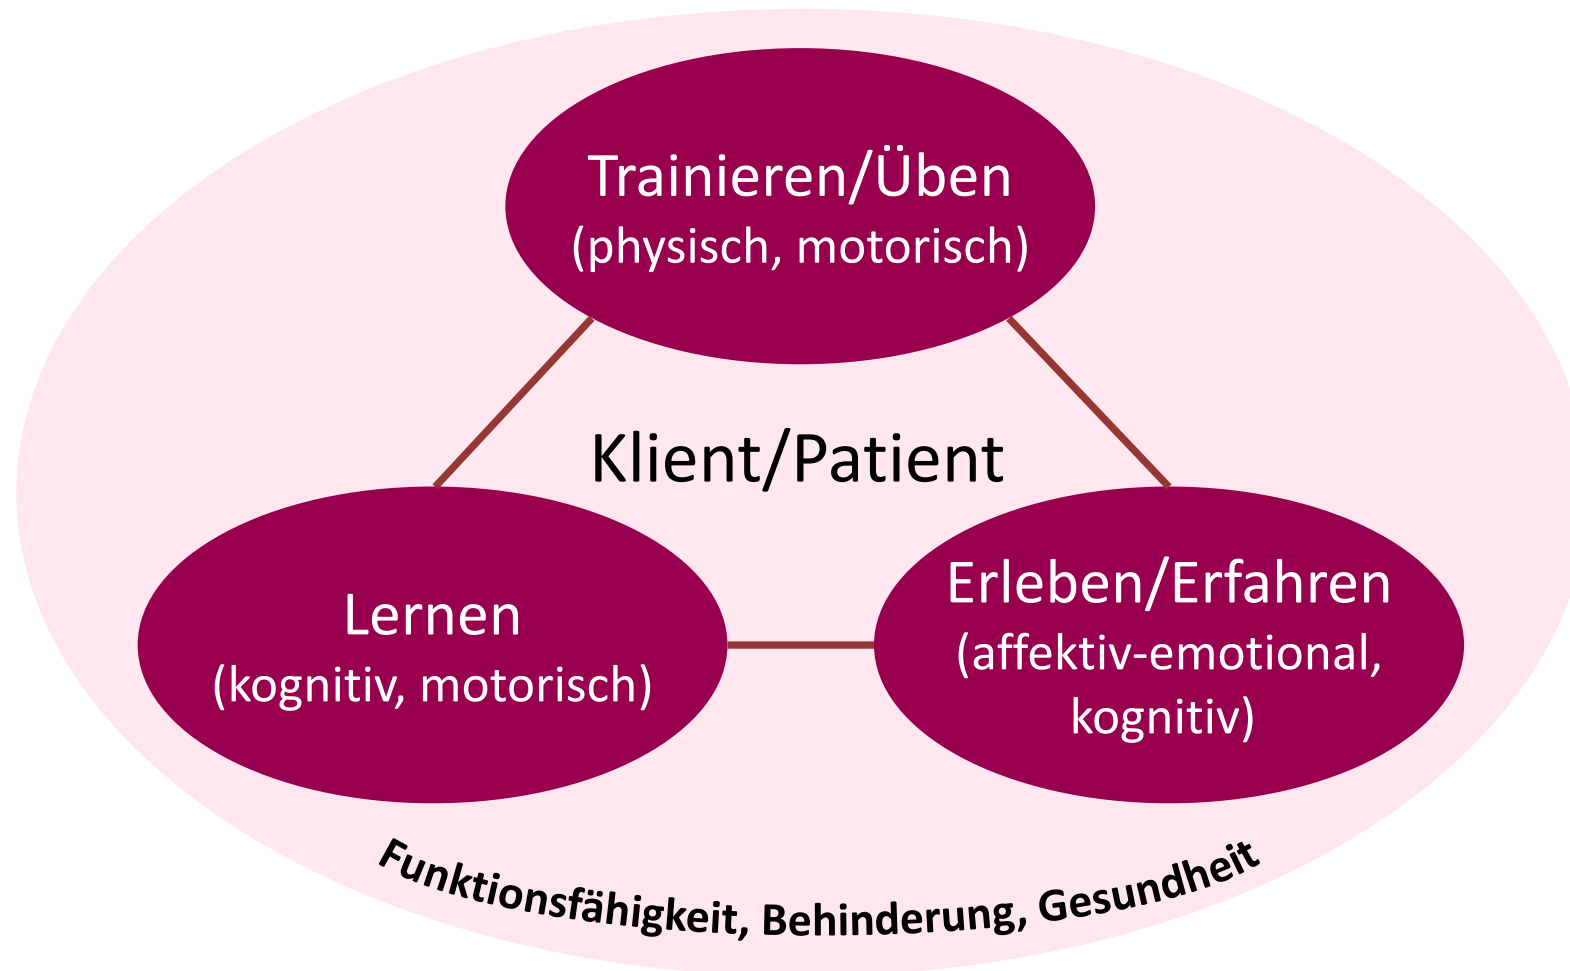 Trainieren/Üben
(physisch, motorisch)
Klient/Patient
Lernen
(kognitiv, motorisch)
Erleben/Erfahren
(affektiv-emotional,
kognitiv)
Funktionsfähigkeit, Behinderung, Gesundheit